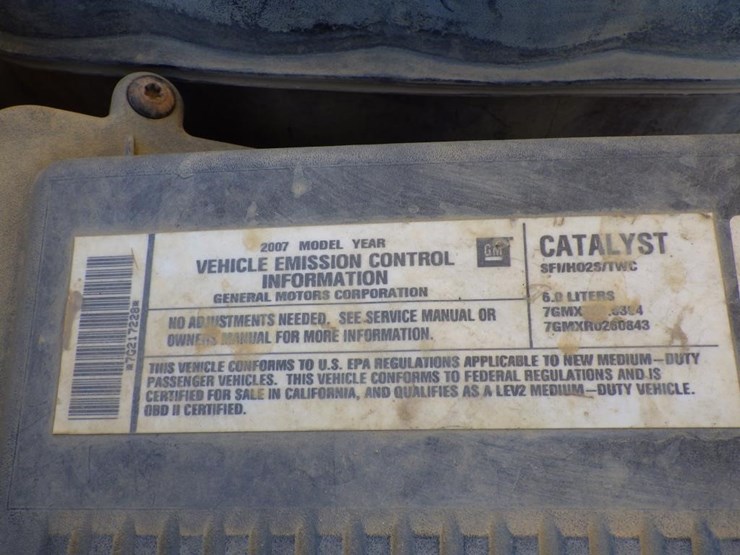 2007 MODEL YEAR
VEHICLE EMISSION CONTROL
INFORMATION
GENERAL MOTORS CORPORATION
GM
NO ADJUSTMENTS NEEDED. SEE SERVICE MANUAL OR
OWNERS MANUAL FOR MORE INFORMATION.
CATALYST
SFI/HO2S/TWC
6.0 LITERS
7GMXR0260843
THIS VEHICLE CONFORMS TO U.S. EPA REGULATIONS APPLICABLE TO NEW MEDIUM-DUTY
PASSENGER VEHICLES. THIS VEHICLE CONFORMS TO FEDERAL REGULATIONS AND IS
CERTIFIED FOR SALE IN CALIFORNIA, AND QUALIFIES AS A LEV2 MEDIUM-DUTY VEHICLE.
OBD II CERTIFIED.